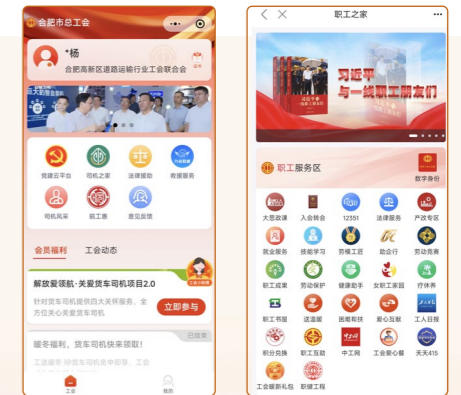 合肥市总工会
*杨
合肥高新区道路运输行业工会联合会
党建云平台
司机之家
法律援助
救援服务
司机风采
皖工惠
意见反馈
会员福利
工会动态
解放爱领航·关爱货车司机项目2.0
针对货车司机提供四大关怀服务，全
方位关心关爱货车司机
立即参与
已结束
暖冬福利，货车司机快来领取！
工会
我的
职工之家
习近平
与一线职工朋友们
职工服务区
数字身份
大思政课
入会转会
12351
法律服务
产改专区
就业服务
技能学习
劳模工匠
助企行
劳动竞赛
职工成果
劳动保护
健康助手
女职工家园
疗休养
职工书屋
送温暖
困难帮扶
爱心互献
工人日报
积分兑换
职工互助
中工网
工会爱心餐
天天415
工会暖新礼包
职健工程